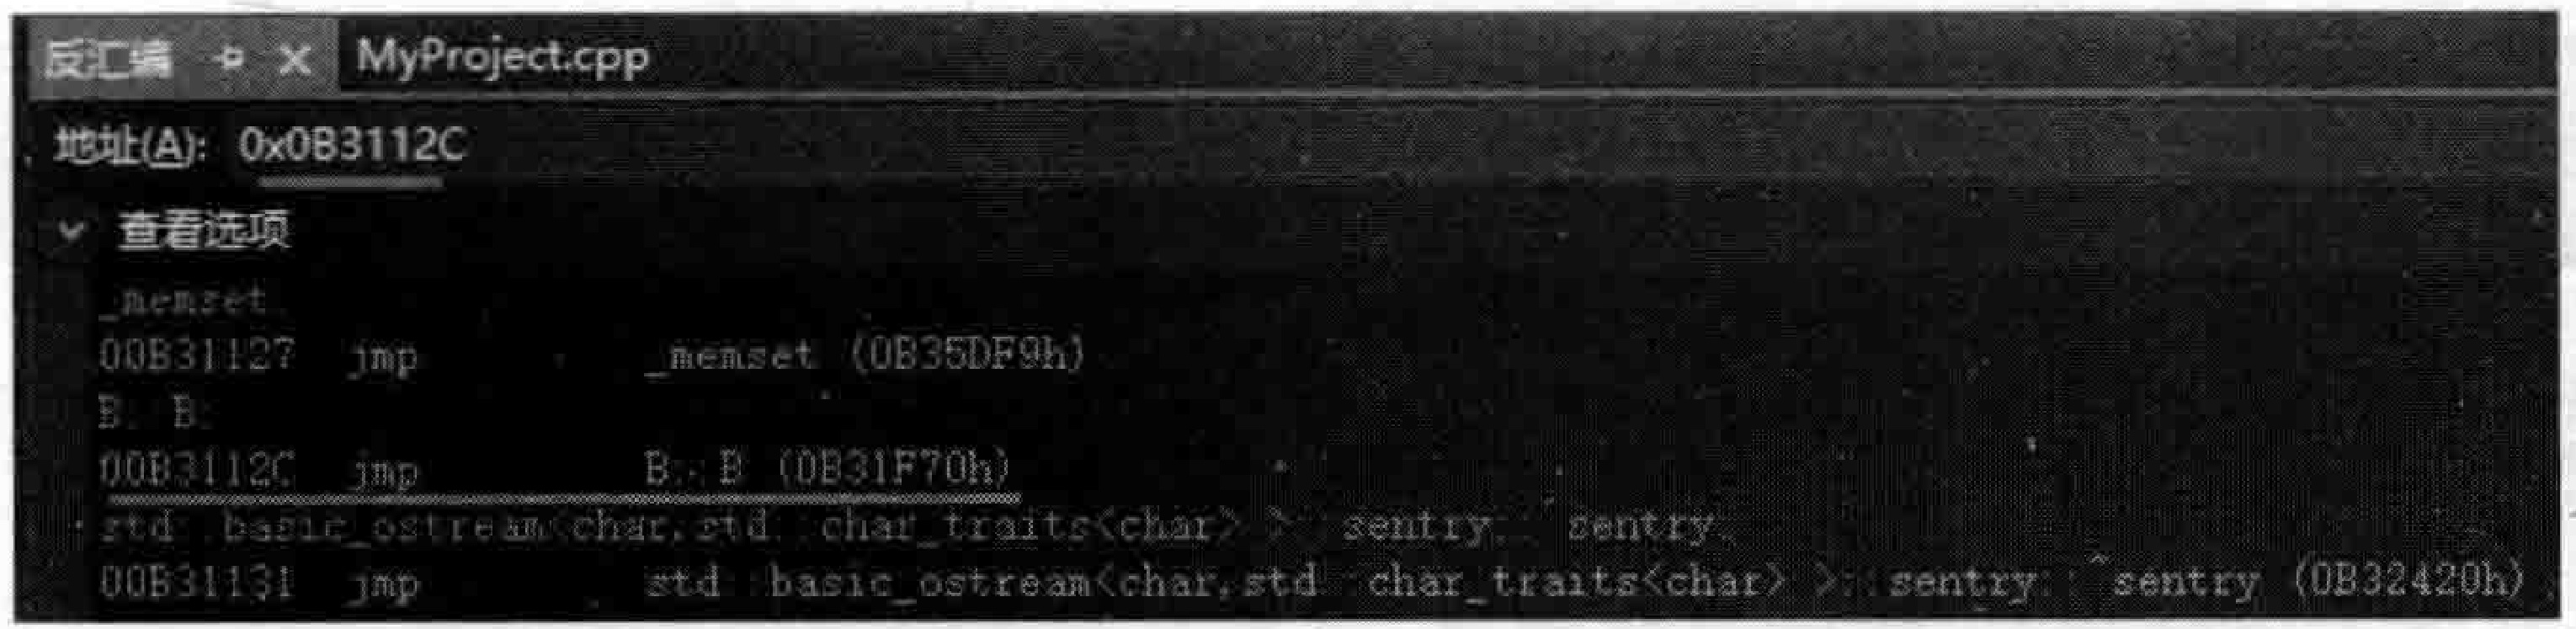 反汇编 MyProject.cpp
地址(A): 0x0B3112C
查看选项
_memset:
00B31127 jmp _memset (0B35DF9h)
B::B:
00B3112C jmp B::B (0B31F70h)
std::basic_ostream<char,std::char_traits<char> >::sentry::~sentry:
00B31131 jmp std::basic_ostream<char,std::char_traits<char> >::sentry::~sentry (0B32420h)